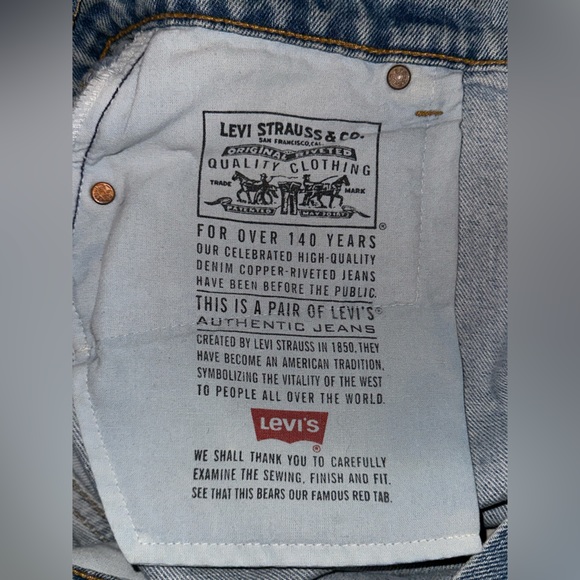 LEVI STRAUSS & CO.
SAN FRANCISCO, CAL.
ORIGINAL RIVETED
QUALITY CLOTHING
TRADE MARK
PATENTED MAY 20 1873
®
FOR OVER 140 YEARS
OUR CELEBRATED HIGH-QUALITY
DENIM COPPER-RIVETED JEANS
HAVE BEEN BEFORE THE PUBLIC.
THIS IS A PAIR OF LEVI'S®
AUTHENTIC JEANS
CREATED BY LEVI STRAUSS IN 1850, THEY
HAVE BECOME AN AMERICAN TRADITION,
SYMBOLIZING THE VITALITY OF THE WEST
TO PEOPLE ALL OVER THE WORLD.
LEVI'S
®
WE SHALL THANK YOU TO CAREFULLY
EXAMINE THE SEWING, FINISH AND FIT.
SEE THAT THIS BEARS OUR FAMOUS RED TAB.